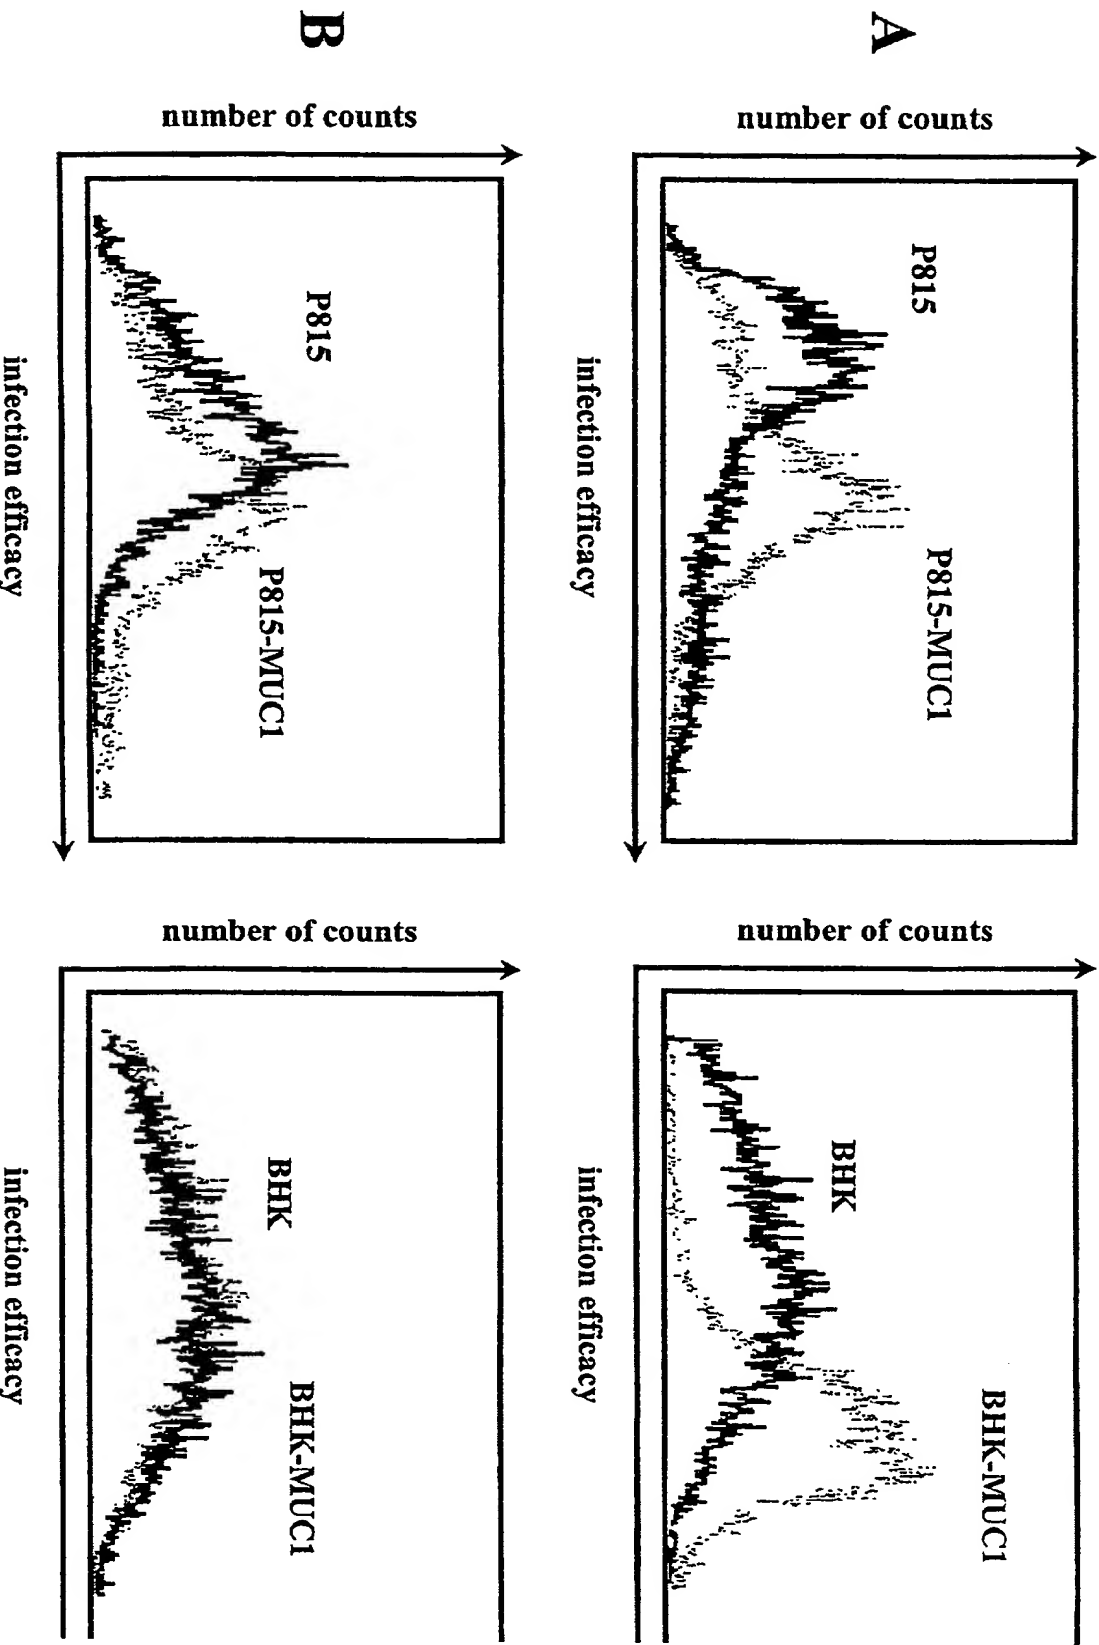 A
number of counts
P815
P815-MUC1
infection efficacy
number of counts
BHK
BHK-MUC1
infection efficacy
B
number of counts
P815
P815-MUC1
infection efficacy
number of counts
BHK
BHK-MUC1
infection efficacy